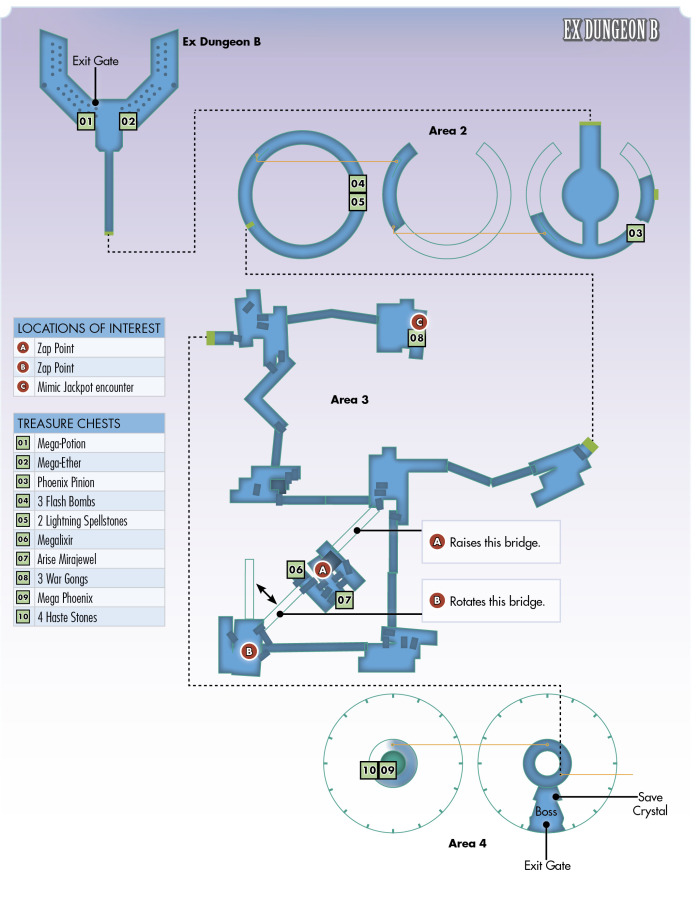 EX DUNGEON B
Ex Dungeon B
Exit Gate
01
02
Area 2
04
05
03
LOCATIONS OF INTEREST
A Zap Point
B Zap Point
C Mimic Jackpot encounter
TREASURE CHESTS
01 Mega-Potion
02 Mega-Ether
03 Phoenix Pinion
04 3 Flash Bombs
05 2 Lightning Spellstones
06 Megalixir
07 Arise Mirajewel
08 3 War Gongs
09 Mega Phoenix
10 4 Haste Stones
C
08
Area 3
A Raises this bridge.
06
A
07
B Rotates this bridge.
B
10 09
Save
Crystal
Boss
Area 4
Exit Gate